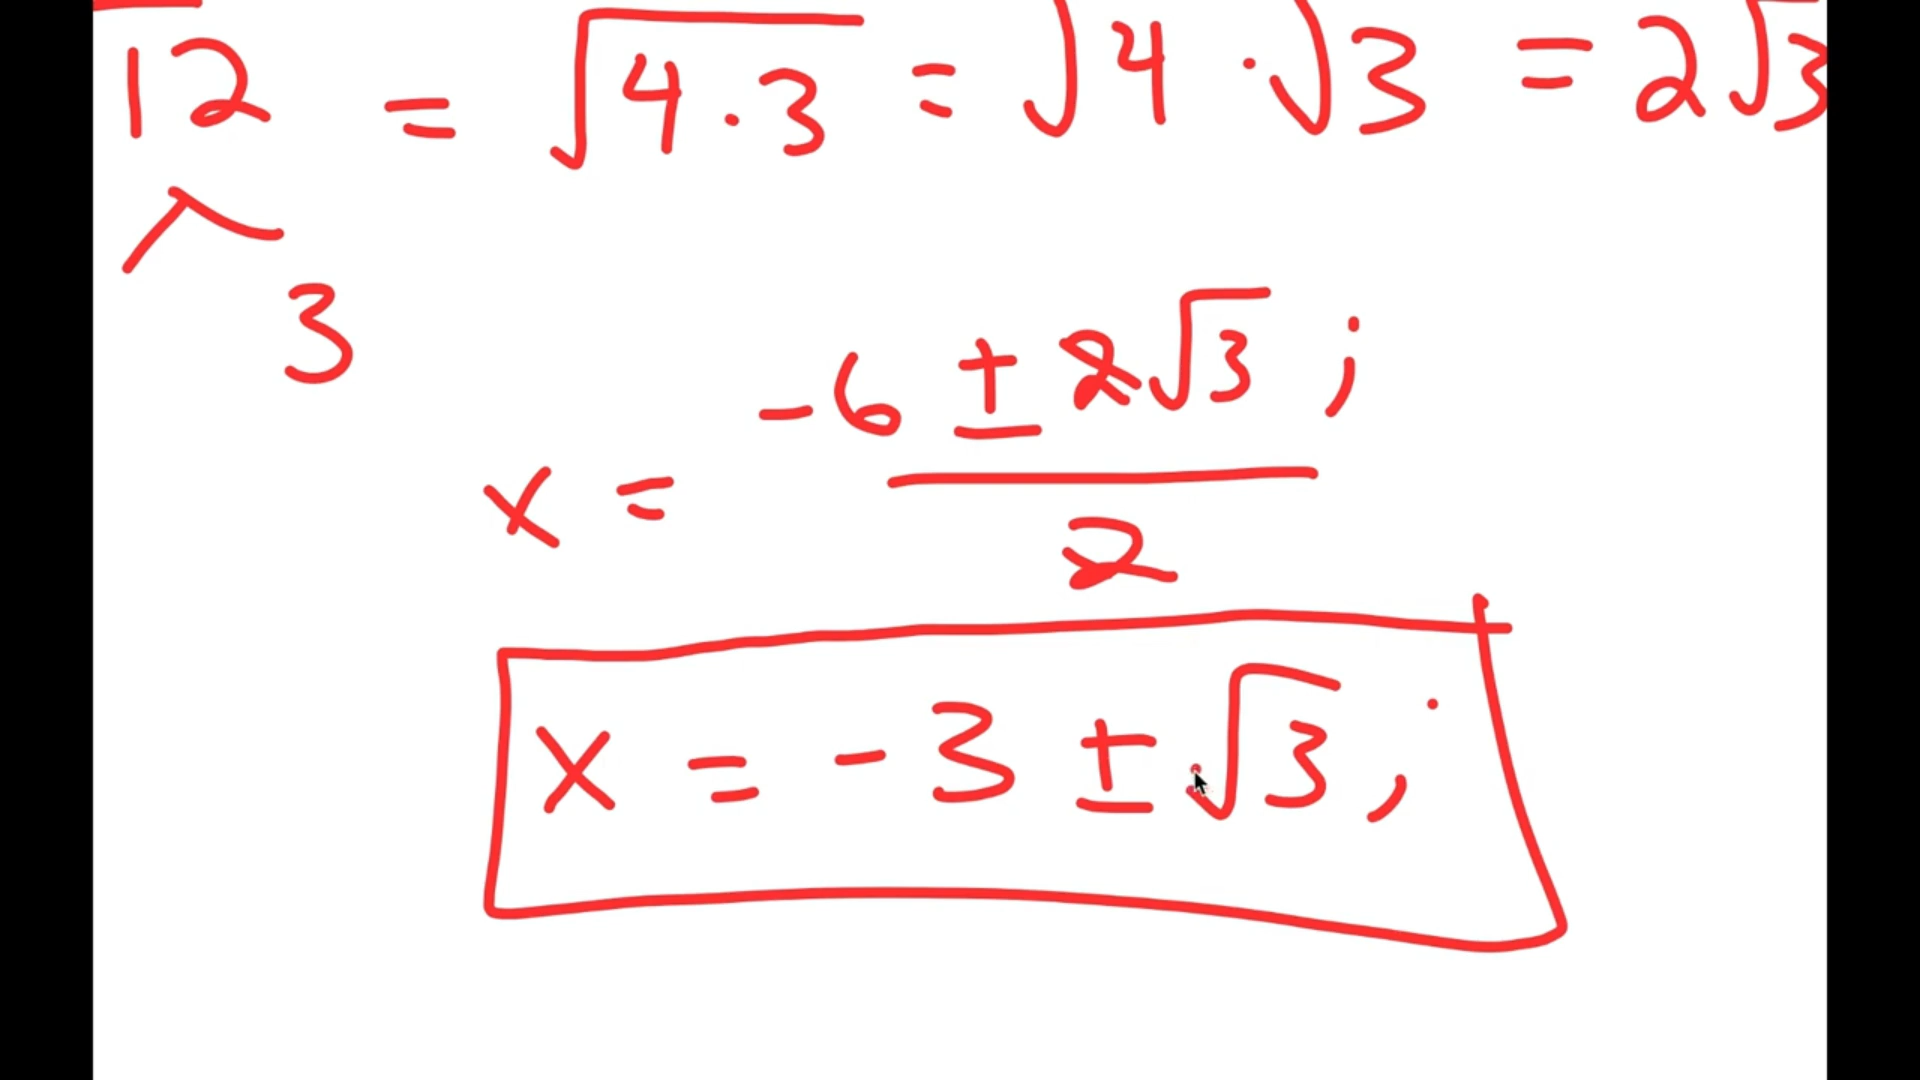 12 = √4·3 = √4 · √3 = 2√3
3
x = -6 ± 2√3 i / 2
x = -3 ± √3 i